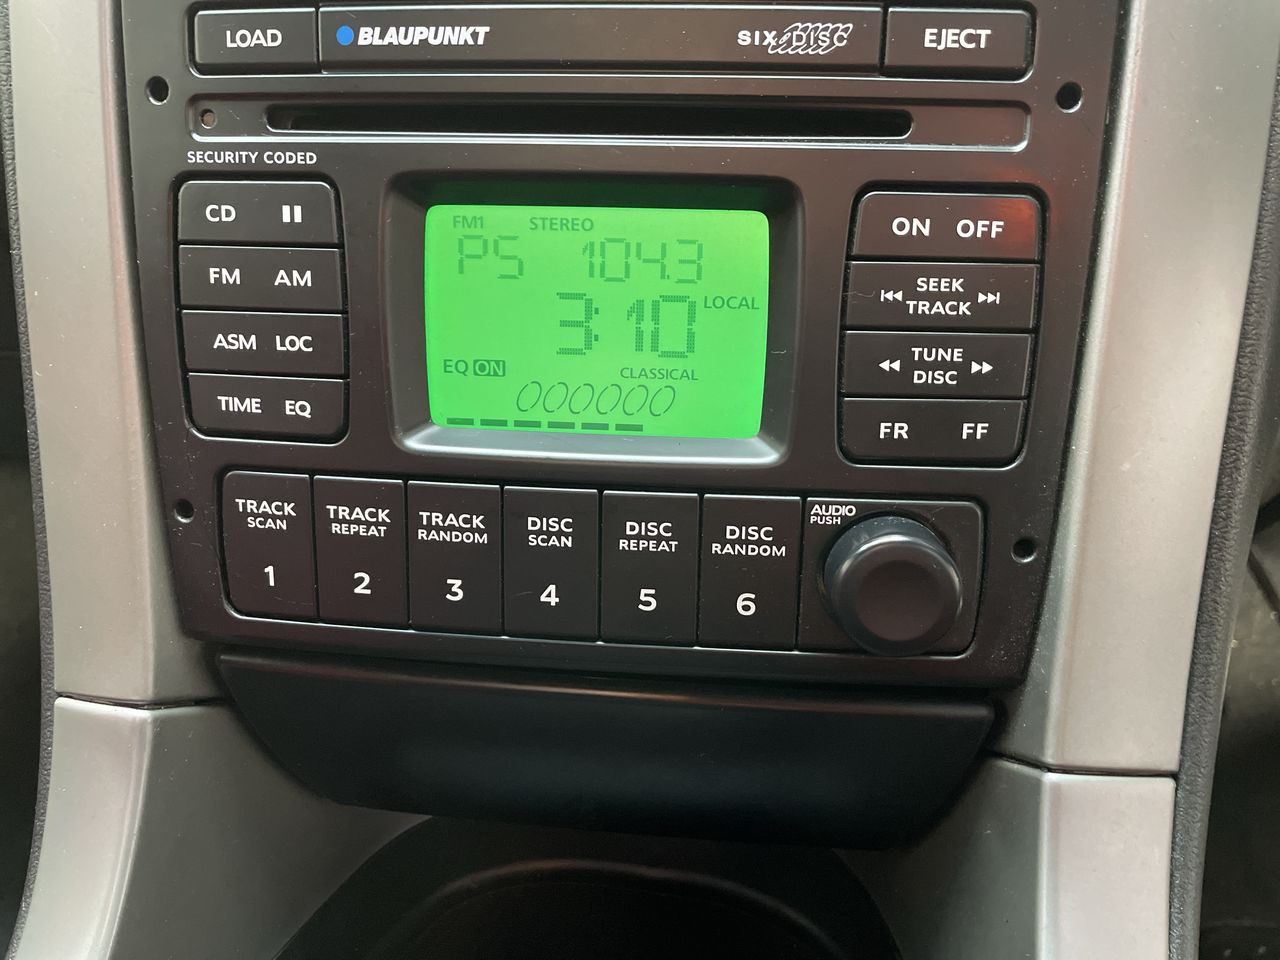 LOAD BLAUPUNKT SIX DISC EJECT
SECURITY CODED
CD
FM AM
ASM LOC
TIME EQ
FM1 STEREO
P5 104.3
3:10 LOCAL
EQ ON CLASSICAL
000000
ON OFF
SEEK
TRACK
TUNE
DISC
FR FF
TRACK
SCAN
1
TRACK
REPEAT
2
TRACK
RANDOM
3
DISC
SCAN
4
DISC
REPEAT
5
DISC
RANDOM
6
AUDIO
PUSH